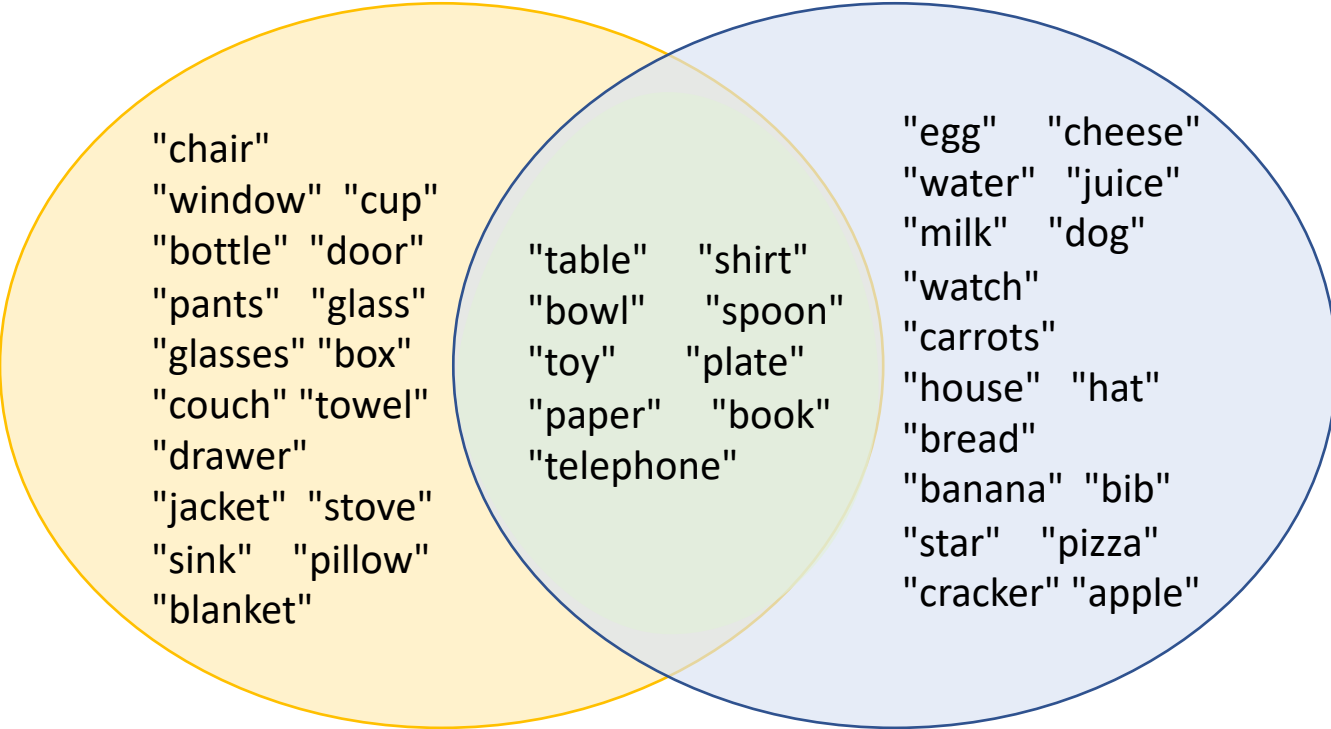 "chair"
"window" "cup"
"bottle" "door"
"pants" "glass"
"glasses" "box"
"couch" "towel"
"drawer"
"jacket" "stove"
"sink" "pillow"
"blanket"
"table" "shirt"
"bowl" "spoon"
"toy" "plate"
"paper" "book"
"telephone"
"egg" "cheese"
"water" "juice"
"milk" "dog"
"watch"
"carrots"
"house" "hat"
"bread"
"banana" "bib"
"star" "pizza"
"cracker" "apple"